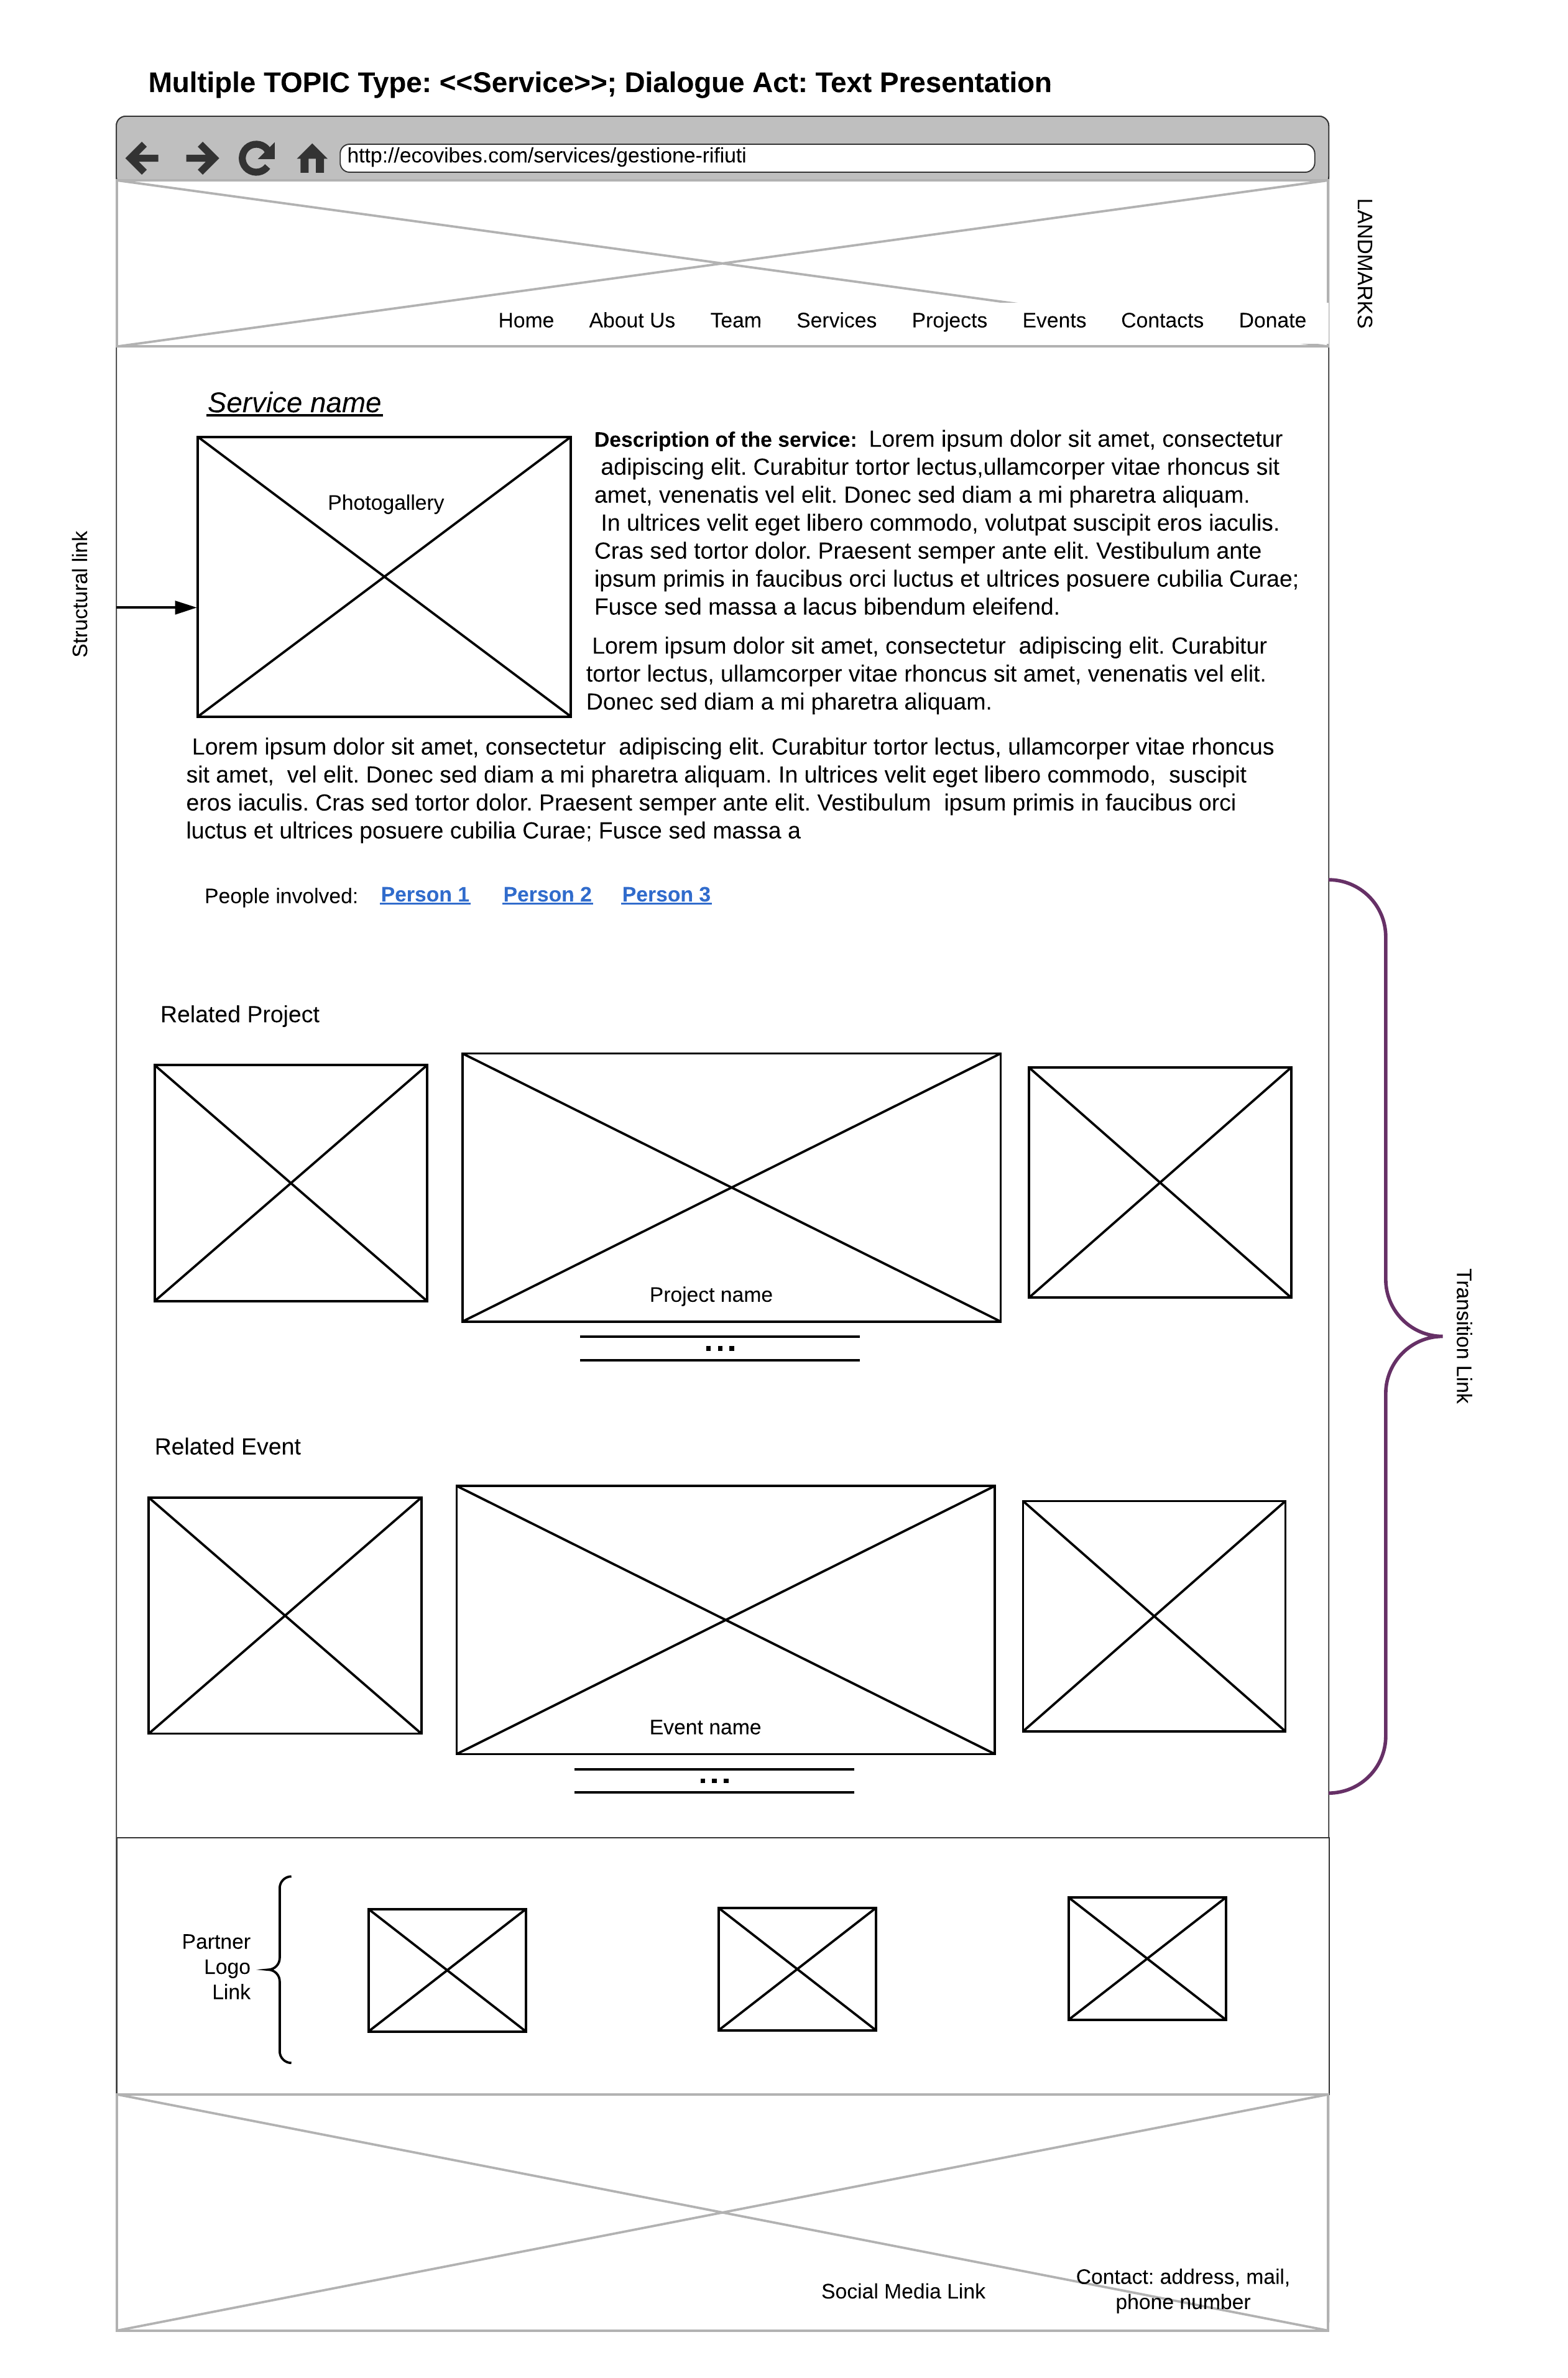 Multiple TOPIC Type: <<Service>>; Dialogue Act: Text Presentation
http://ecovibes.com/services/gestione-rifiuti
LANDMARKS
Home About Us Team Services Projects Events Contacts Donate
Service name
Photogallery
Structural link
Description of the service: Lorem ipsum dolor sit amet, consectetur
adipiscing elit. Curabitur tortor lectus,ullamcorper vitae rhoncus sit
amet, venenatis vel elit. Donec sed diam a mi pharetra aliquam.
In ultrices velit eget libero commodo, volutpat suscipit eros iaculis.
Cras sed tortor dolor. Praesent semper ante elit. Vestibulum ante
ipsum primis in faucibus orci luctus et ultrices posuere cubilia Curae;
Fusce sed massa a lacus bibendum eleifend.
Lorem ipsum dolor sit amet, consectetur adipiscing elit. Curabitur
tortor lectus, ullamcorper vitae rhoncus sit amet, venenatis vel elit.
Donec sed diam a mi pharetra aliquam.
Lorem ipsum dolor sit amet, consectetur adipiscing elit. Curabitur tortor lectus, ullamcorper vitae rhoncus
sit amet, vel elit. Donec sed diam a mi pharetra aliquam. In ultrices velit eget libero commodo, suscipit
eros iaculis. Cras sed tortor dolor. Praesent semper ante elit. Vestibulum ipsum primis in faucibus orci
luctus et ultrices posuere cubilia Curae; Fusce sed massa a
People involved: Person 1 Person 2 Person 3
Related Project
Project name
...
Transition Link
Related Event
Event name
...
Partner
Logo
Link
Social Media Link
Contact: address, mail,
phone number